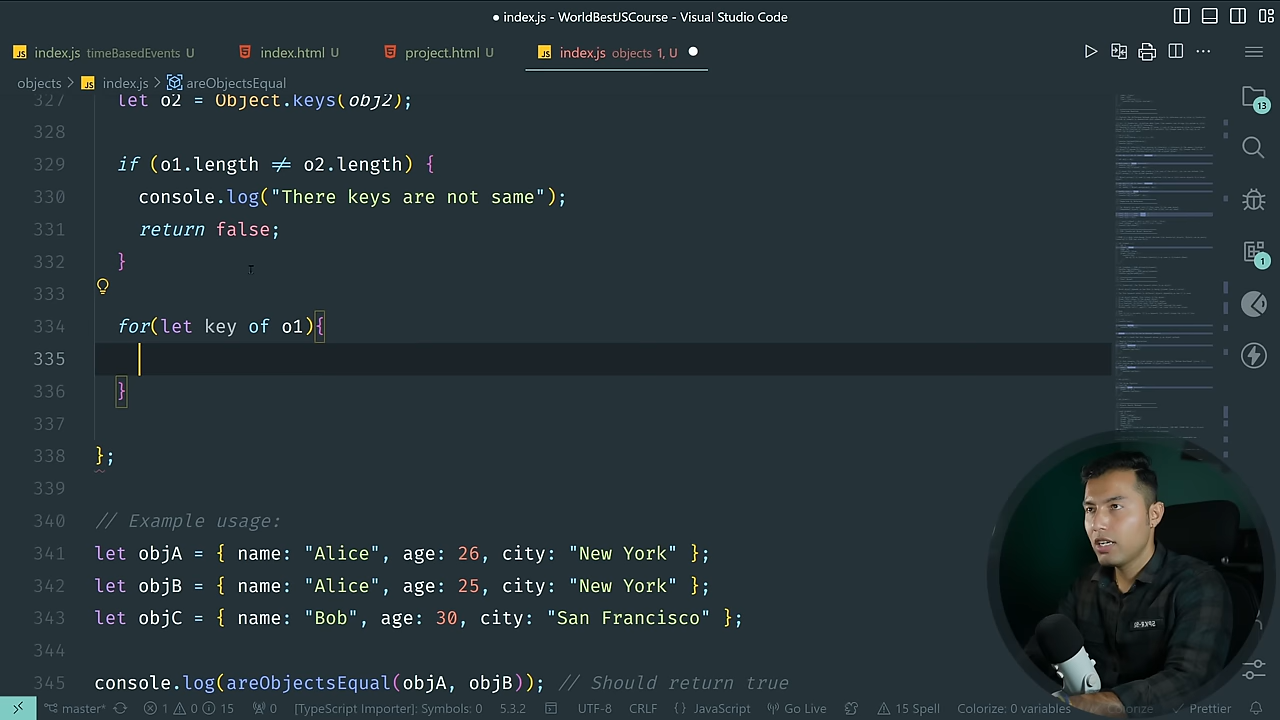 index.js - WorldBestJSCourse - Visual Studio Code
index.js timeBasedEvents U
index.html U
project.html U
index.js objects 1, U
objects > index.js > areObjectsEqual
327 let o2 = Object.keys(obj2);
328
329 if (o1.length != o2.length) {
330 console.log("There keys are not same");
331 return false;
332 }
333
334 for(let key of o1){
335
336 }
337
338 };
339
340 // Example usage:
341 let objA = { name: "Alice", age: 26, city: "New York" };
342 let objB = { name: "Alice", age: 25, city: "New York" };
343 let objC = { name: "Bob", age: 30, city: "San Francisco" };
344
345 console.log(areObjectsEqual(objA, objB)); // Should return true
13
1
master* 1 0 15 0 [TypeScript Importer]: Symbols: 0 5.3.2 UTF-8 CRLF {} JavaScript Go Live 15 Spell Colorize: 0 variables Colorize: 0 Prettier